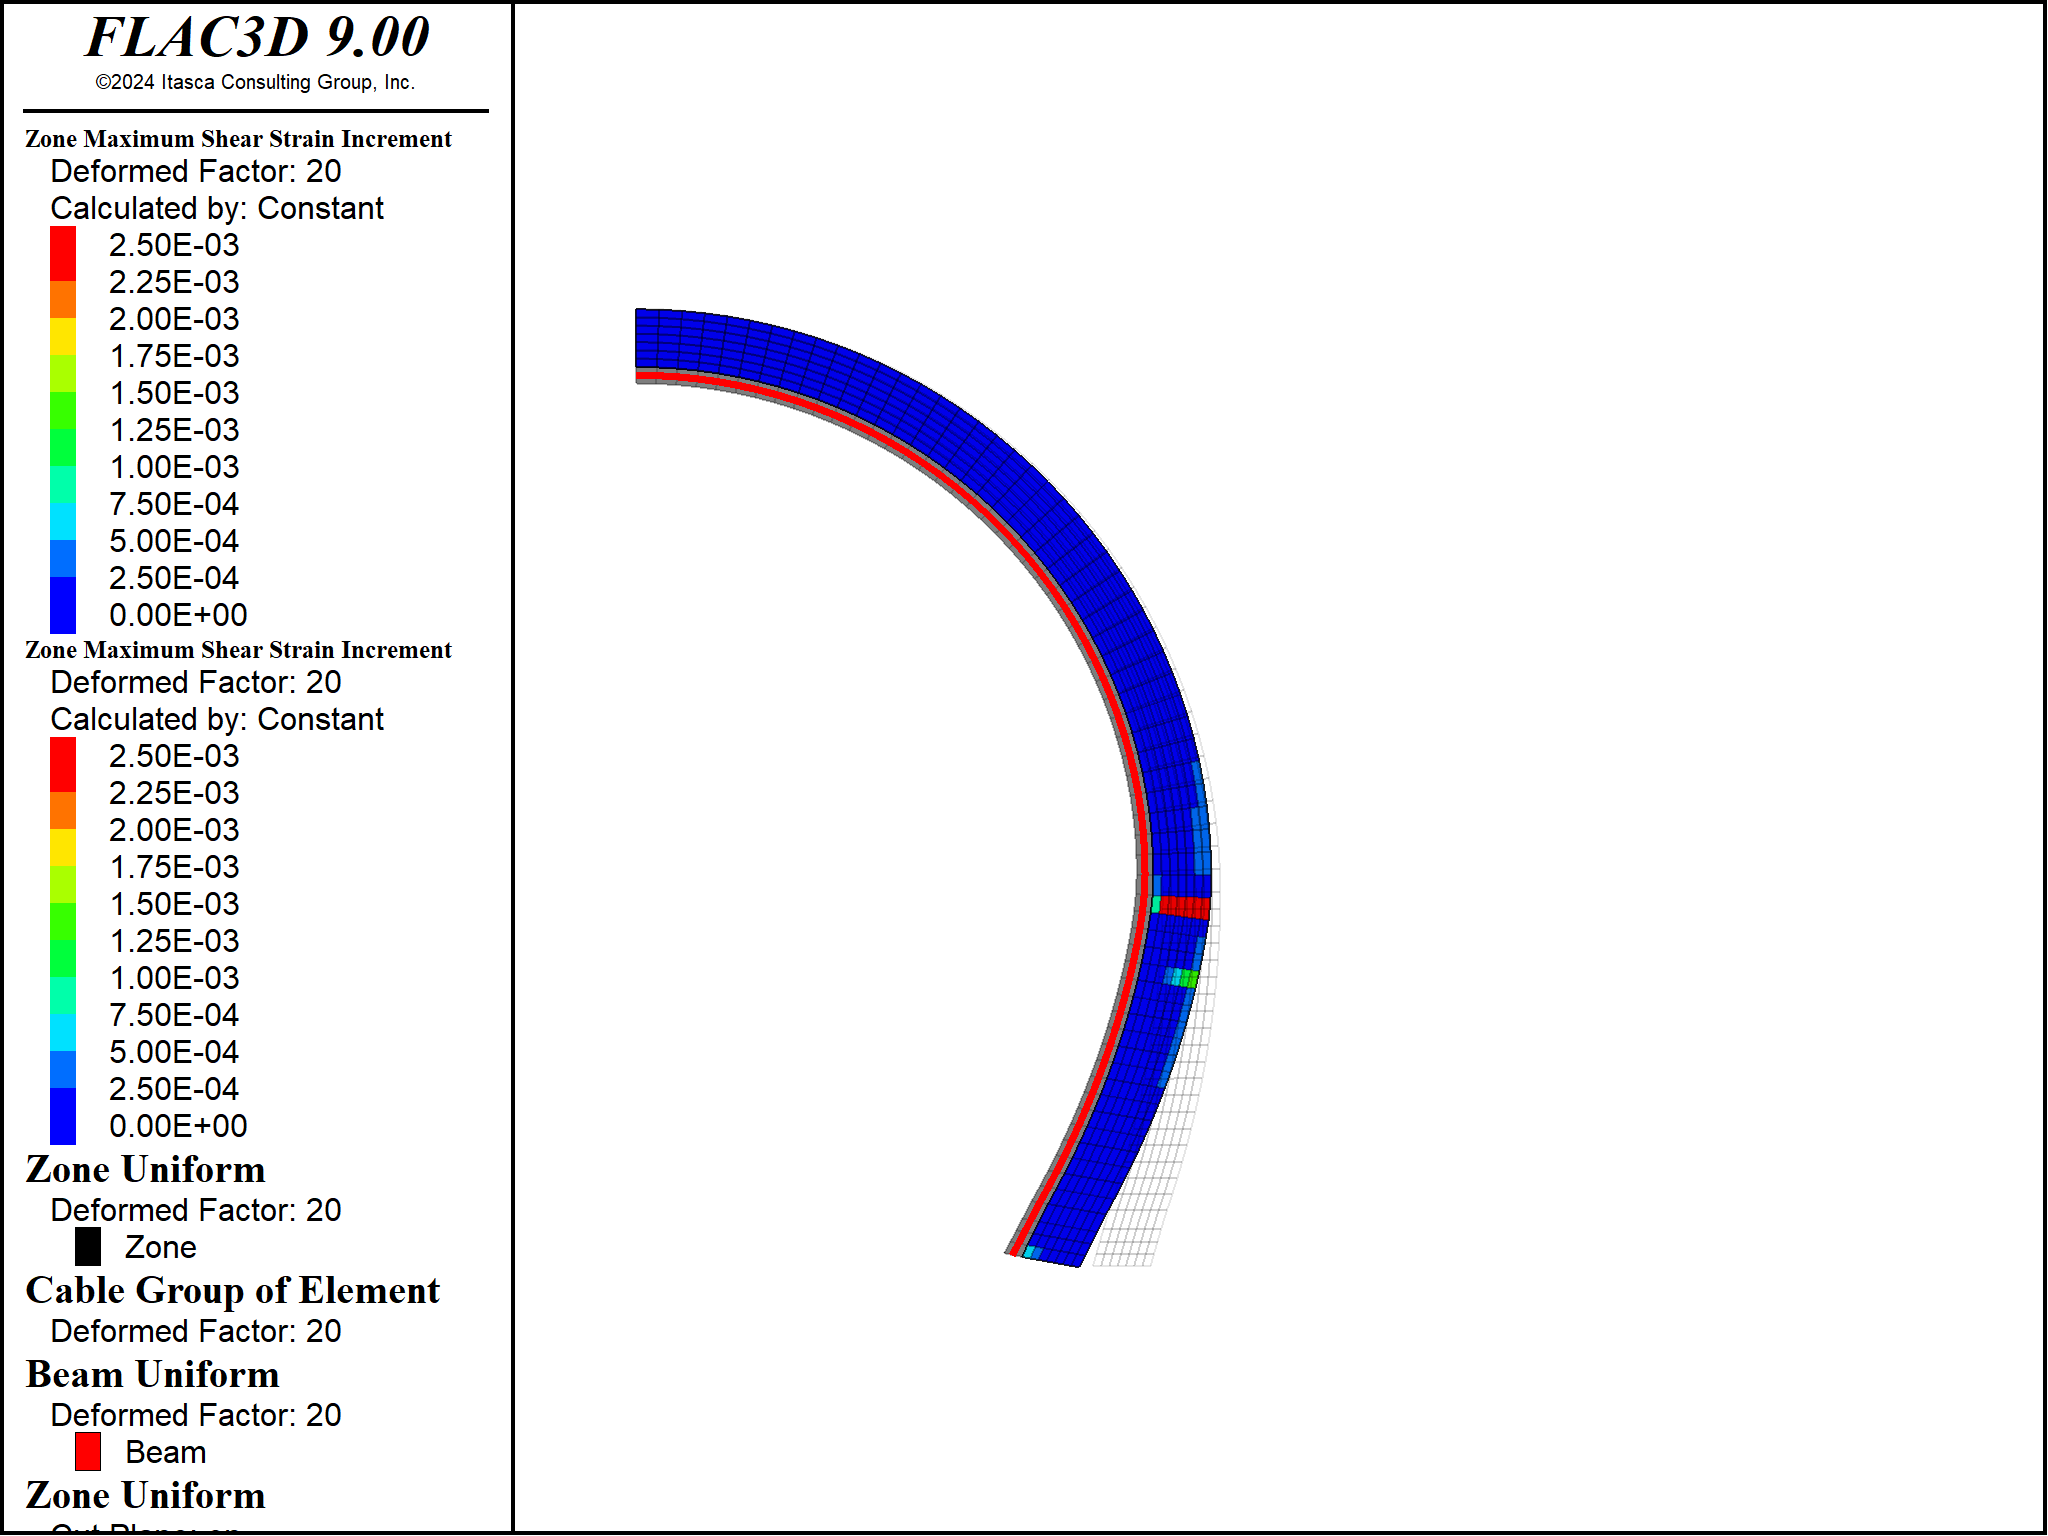 FLAC3D 9.00
©2024 Itasca Consulting Group, Inc.
Zone Maximum Shear Strain Increment
Deformed Factor: 20
Calculated by: Constant
2.50E-03
2.25E-03
2.00E-03
1.75E-03
1.50E-03
1.25E-03
1.00E-03
7.50E-04
5.00E-04
2.50E-04
0.00E+00
Zone Maximum Shear Strain Increment
Deformed Factor: 20
Calculated by: Constant
2.50E-03
2.25E-03
2.00E-03
1.75E-03
1.50E-03
1.25E-03
1.00E-03
7.50E-04
5.00E-04
2.50E-04
0.00E+00
Zone Uniform
Deformed Factor: 20
Zone
Cable Group of Element
Deformed Factor: 20
Beam Uniform
Deformed Factor: 20
Beam
Zone Uniform